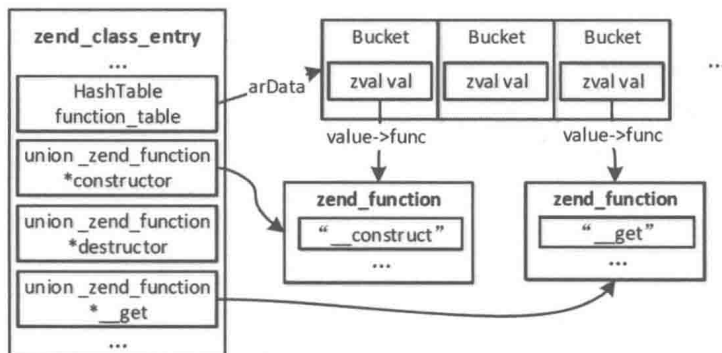 zend_class_entry
...
HashTable
function_table
union _zend_function
*constructor
union _zend_function
*destructor
union _zend_function
*__get
...
arData
Bucket
Bucket
Bucket
...
zval val
zval val
zval val
value->func
value->func
zend_function
“__construct”
...
zend_function
“__get”
...